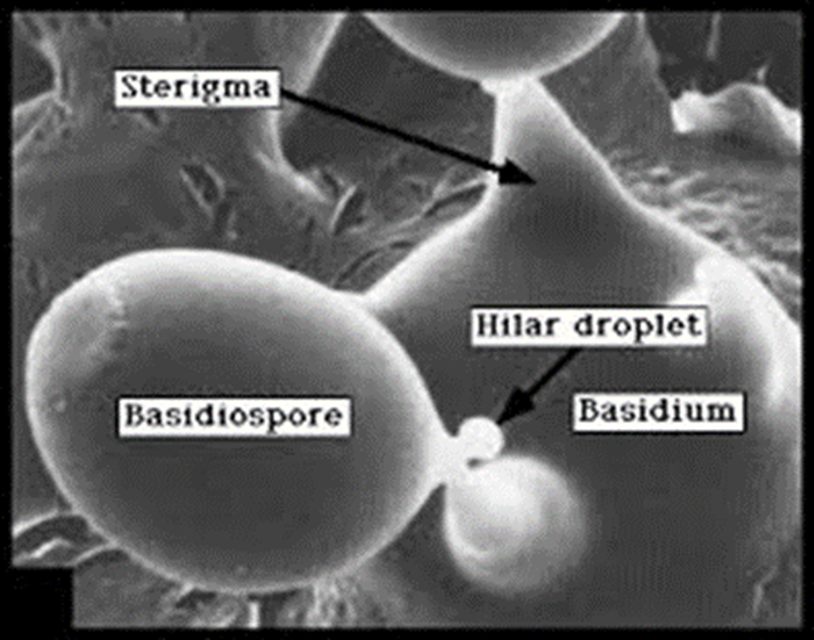 Sterigma
Hilar droplet
Basidium
Basidiospore